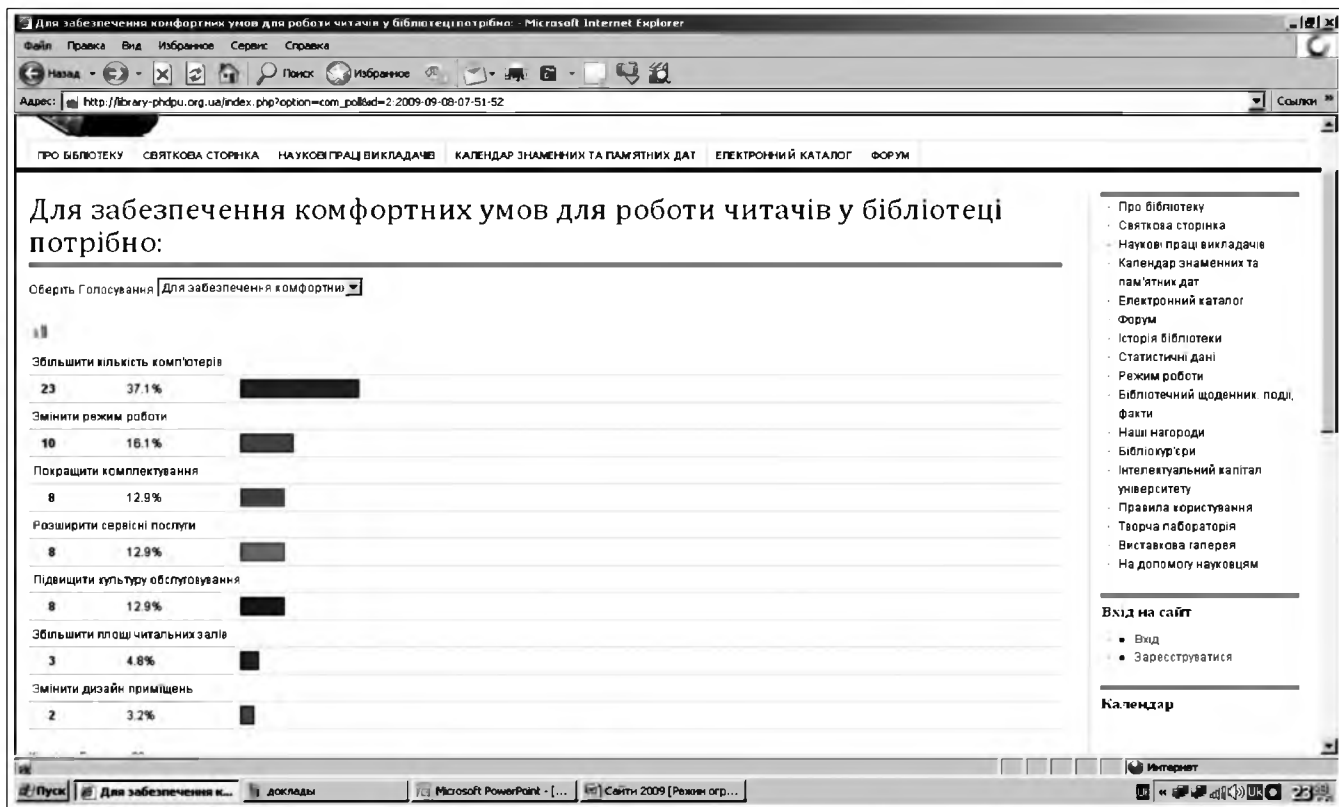 Для забезпечення комфортних умов для роботи читачів у бібліотеці потрібно: - Microsoft Internet Explorer
Файл Правка Вид Избранное Сервис Справка
Назад Поиск Избранное
Адрес: http://library-phdpu.org.ua/index.php?option=com_poll&id=2:2009-09-08-07-51-52 Ссылки
ПРО БІБЛІОТЕКУ СВЯТКОВА СТОРІНКА НАУКОВІ ПРАЦІ ВИКЛАДАЧІВ КАЛЕНДАР ЗНАМЕННИХ ТА ПАМ'ЯТНИХ ДАТ ЕЛЕКТРОННИЙ КАТАЛОГ ФОРУМ
Для забезпечення комфортних умов для роботи читачів у бібліотеці
потрібно:
Оберіть Голосування Для забезпечення комфортни
Збільшити кількість комп'ютерів
23 37.1%
Змінити режим роботи
10 16.1%
Покращити комплектування
8 12.9%
Розширити сервісні послуги
8 12.9%
Підвищити культуру обслуговування
8 12.9%
Збільшити площі читальних залів
3 4.8%
Змінити дизайн приміщень
2 3.2%
Про бібліотеку
Святкова сторінка
Наукові праці викладачів
Календар знаменних та
пам'ятних дат
Електронний каталог
Форум
Історія бібліотеки
Статистичні дані
Режим роботи
Бібліотечний щоденник: події,
факти
Наші нагороди
Бібліокур'єри
Інтелектуальний капітал
університету
Правила користування
Творча лабораторія
Виставкова галерея
На допомогу науковцям
Вхід на сайт
Вхід
Зареєструватися
Календар
Интернет
Пуск Для забезпечення к... доклады Microsoft PowerPoint - [... Сайти 2009 [Режим огр... Uk UK